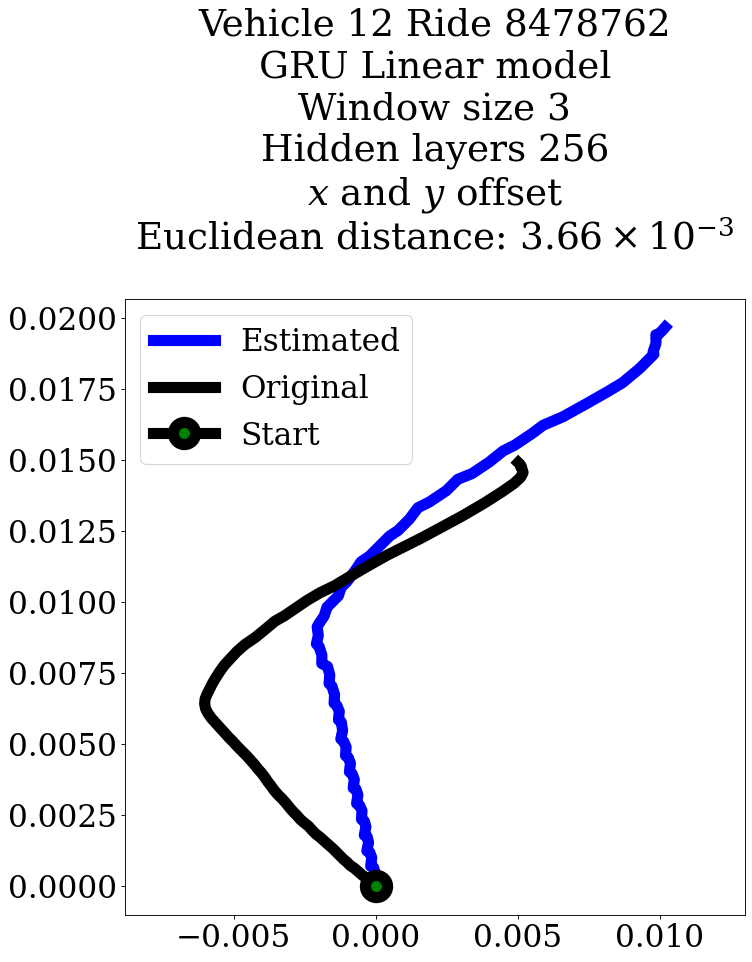 Vehicle 12 Ride 8478762
GRU Linear model
Window size 3
Hidden layers 256
x and y offset
Euclidean distance: 3.66 × 10⁻³
Estimated
Original
Start
0.0200
0.0175
0.0150
0.0125
0.0100
0.0075
0.0050
0.0025
0.0000
−0.005 0.000 0.005 0.010